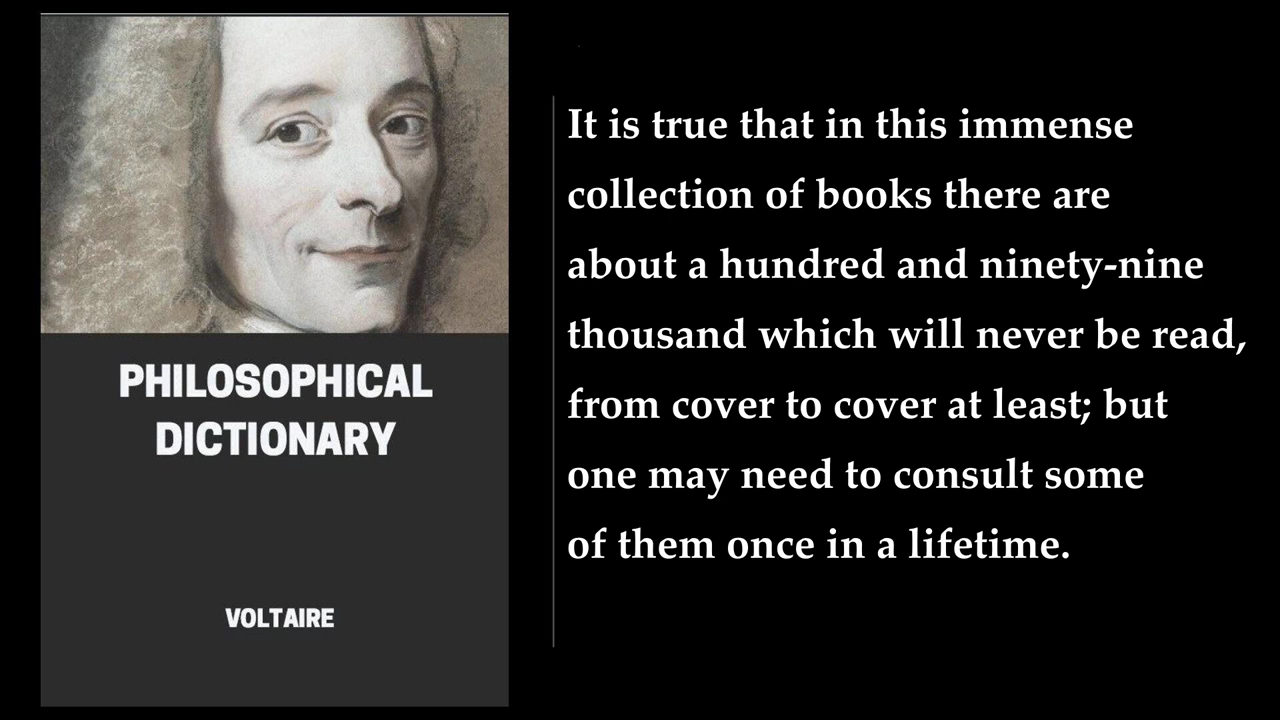 PHILOSOPHICAL
DICTIONARY
VOLTAIRE
It is true that in this immense
collection of books there are
about a hundred and ninety-nine
thousand which will never be read,
from cover to cover at least; but
one may need to consult some
of them once in a lifetime.